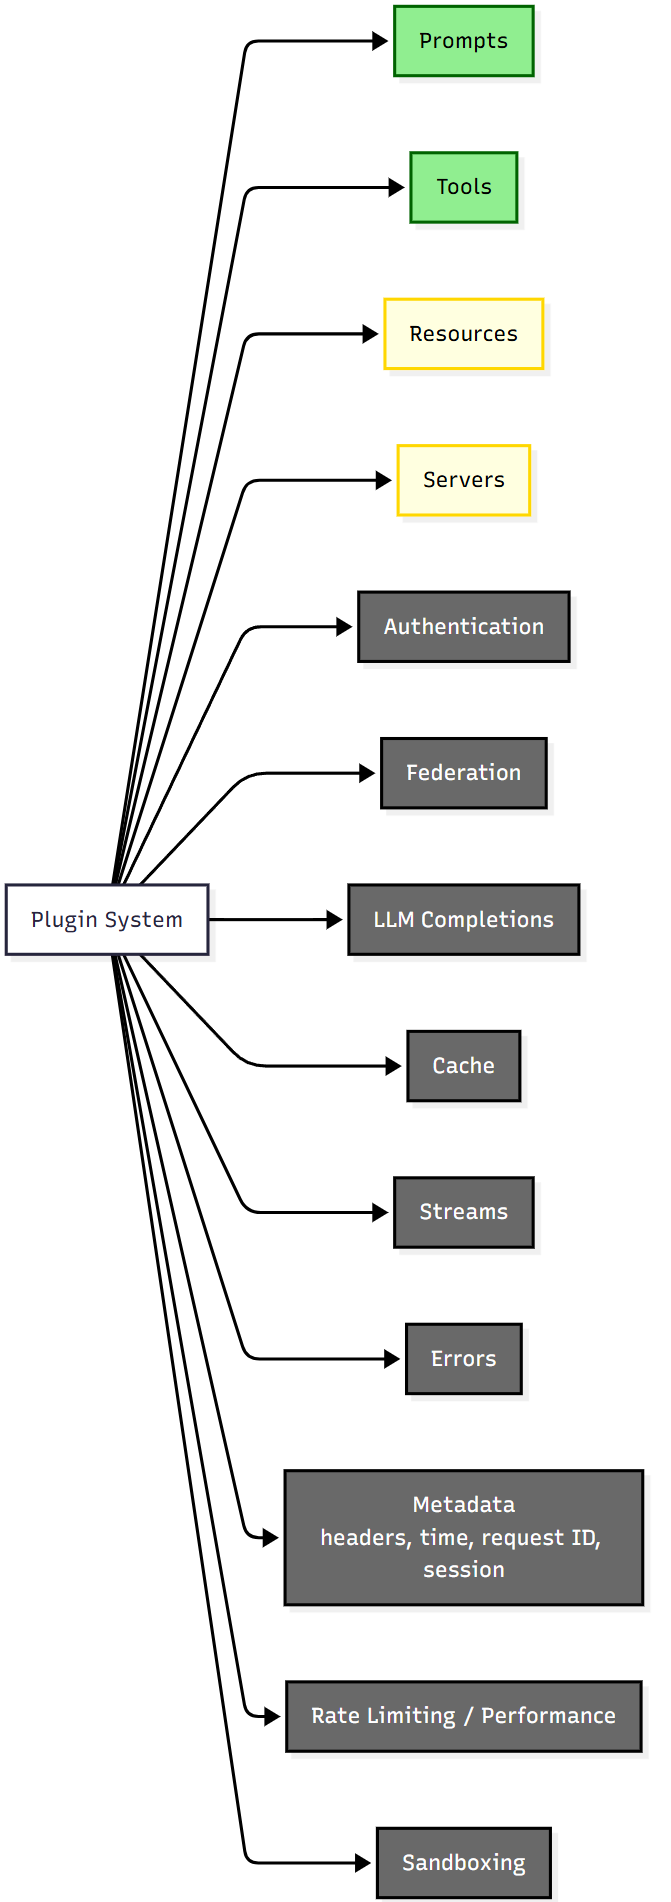 Prompts
Tools
Resources
Servers
Authentication
Federation
Plugin System
LLM Completions
Cache
Streams
Errors
Metadata
headers, time, request ID,
session
Rate Limiting / Performance
Sandboxing